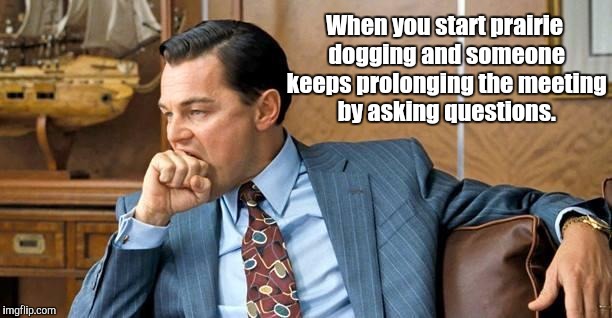 When you start prairie
dogging and someone
keeps prolonging the meeting
by asking questions.
imgflip.com